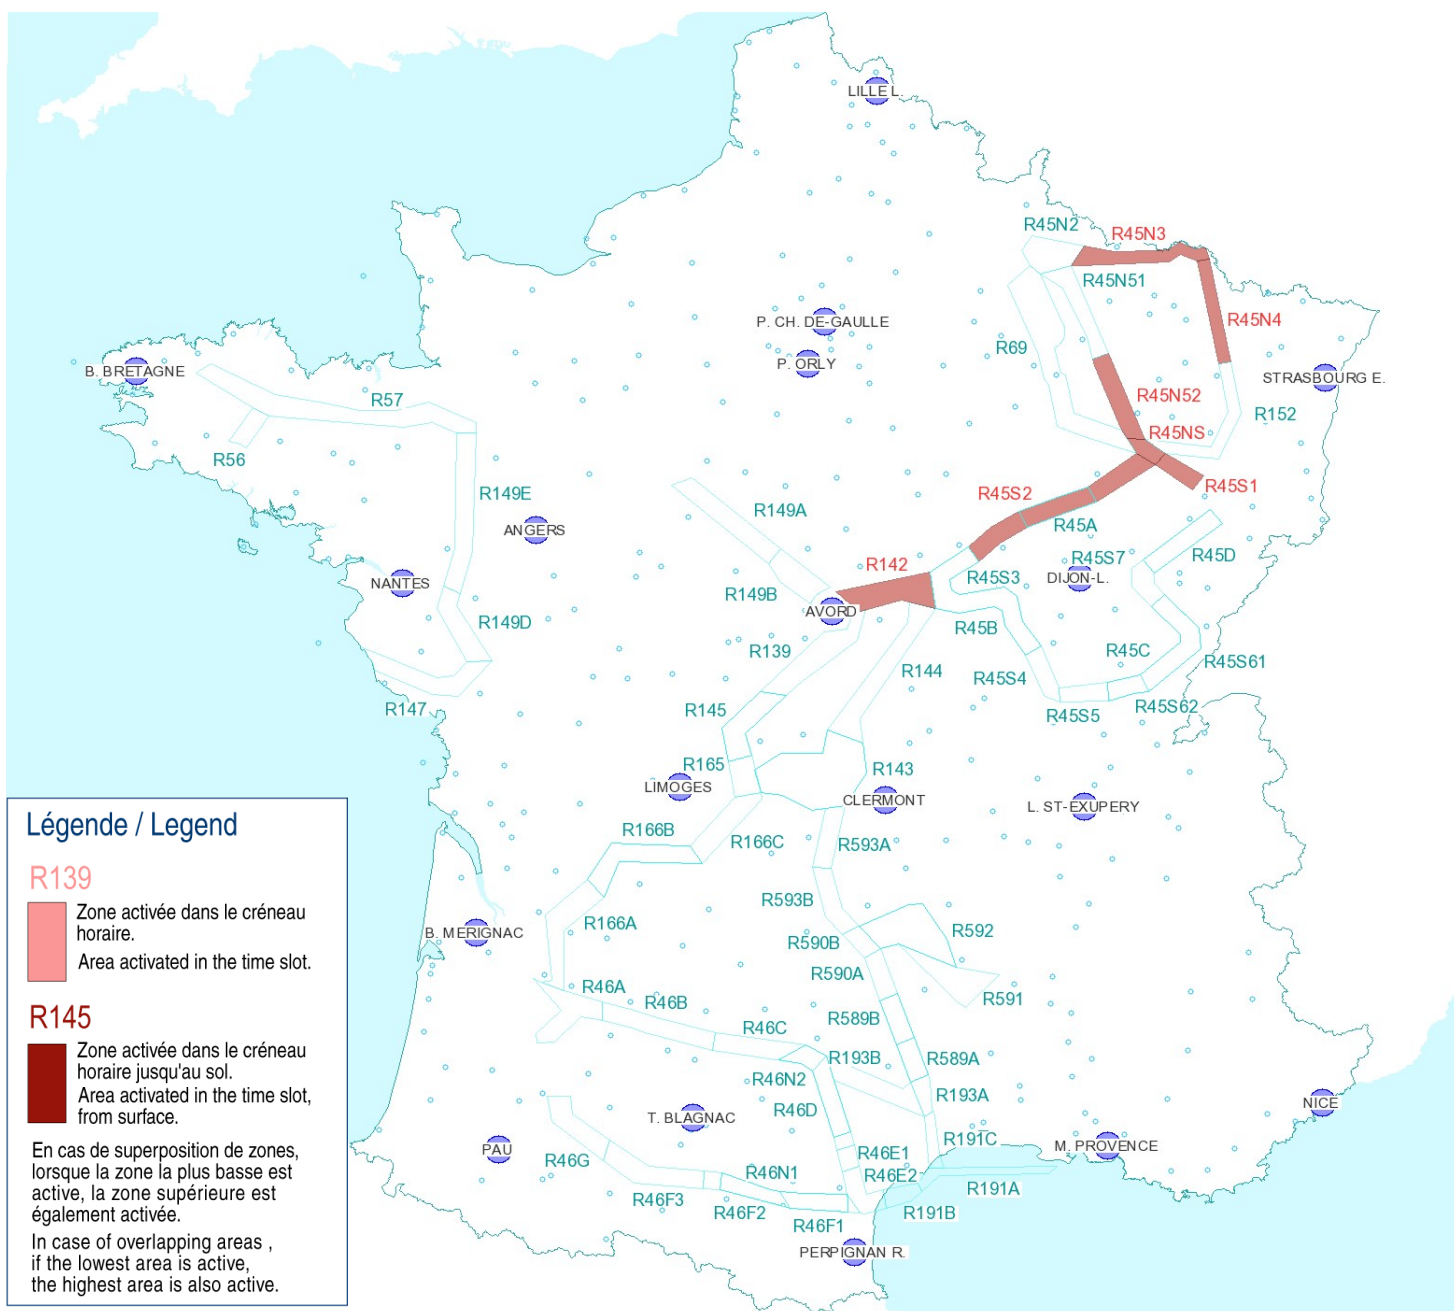 LILLE L.
R45N2
R45N3
R45N51
P. CH. DE-GAULLE
R45N4
R69
P. ORLY
B. BRETAGNE
STRASBOURG E.
R57
R45N52
R152
R45NS
R56
R45S1
R149E
R45S2
R149A
R45A
ANGERS
R45S7
R45D
R142
R45S3
DIJON-L.
NANTES
R149B
AVORD
R149D
R45B
R139
R45C
R45S61
R144
R45S4
R147
R145
R45S5
R45S62
R165
R143
LIMOGES
CLERMONT
L. ST-EXUPERY
R166B
R166C
R593A
R593B
R166A
B. MERIGNAC
R590B
R592
R590A
R46A
R46B
R591
R46C
R589B
R193B
R589A
R46N2
R193A
R46D
T. BLAGNAC
NICE
R191C
M. PROVENCE
PAU
R46G
R46E1
R46N1
R46E2
R46F3
R191A
R46F2
R46F1
R191B
PERPIGNAN R.
Légende / Legend
R139
Zone activée dans le créneau
horaire.
Area activated in the time slot.
R145
Zone activée dans le créneau
horaire jusqu'au sol.
Area activated in the time slot,
from surface.
En cas de superposition de zones,
lorsque la zone la plus basse est
active, la zone supérieure est
également activée.
In case of overlapping areas ,
if the lowest area is active,
the highest area is also active.